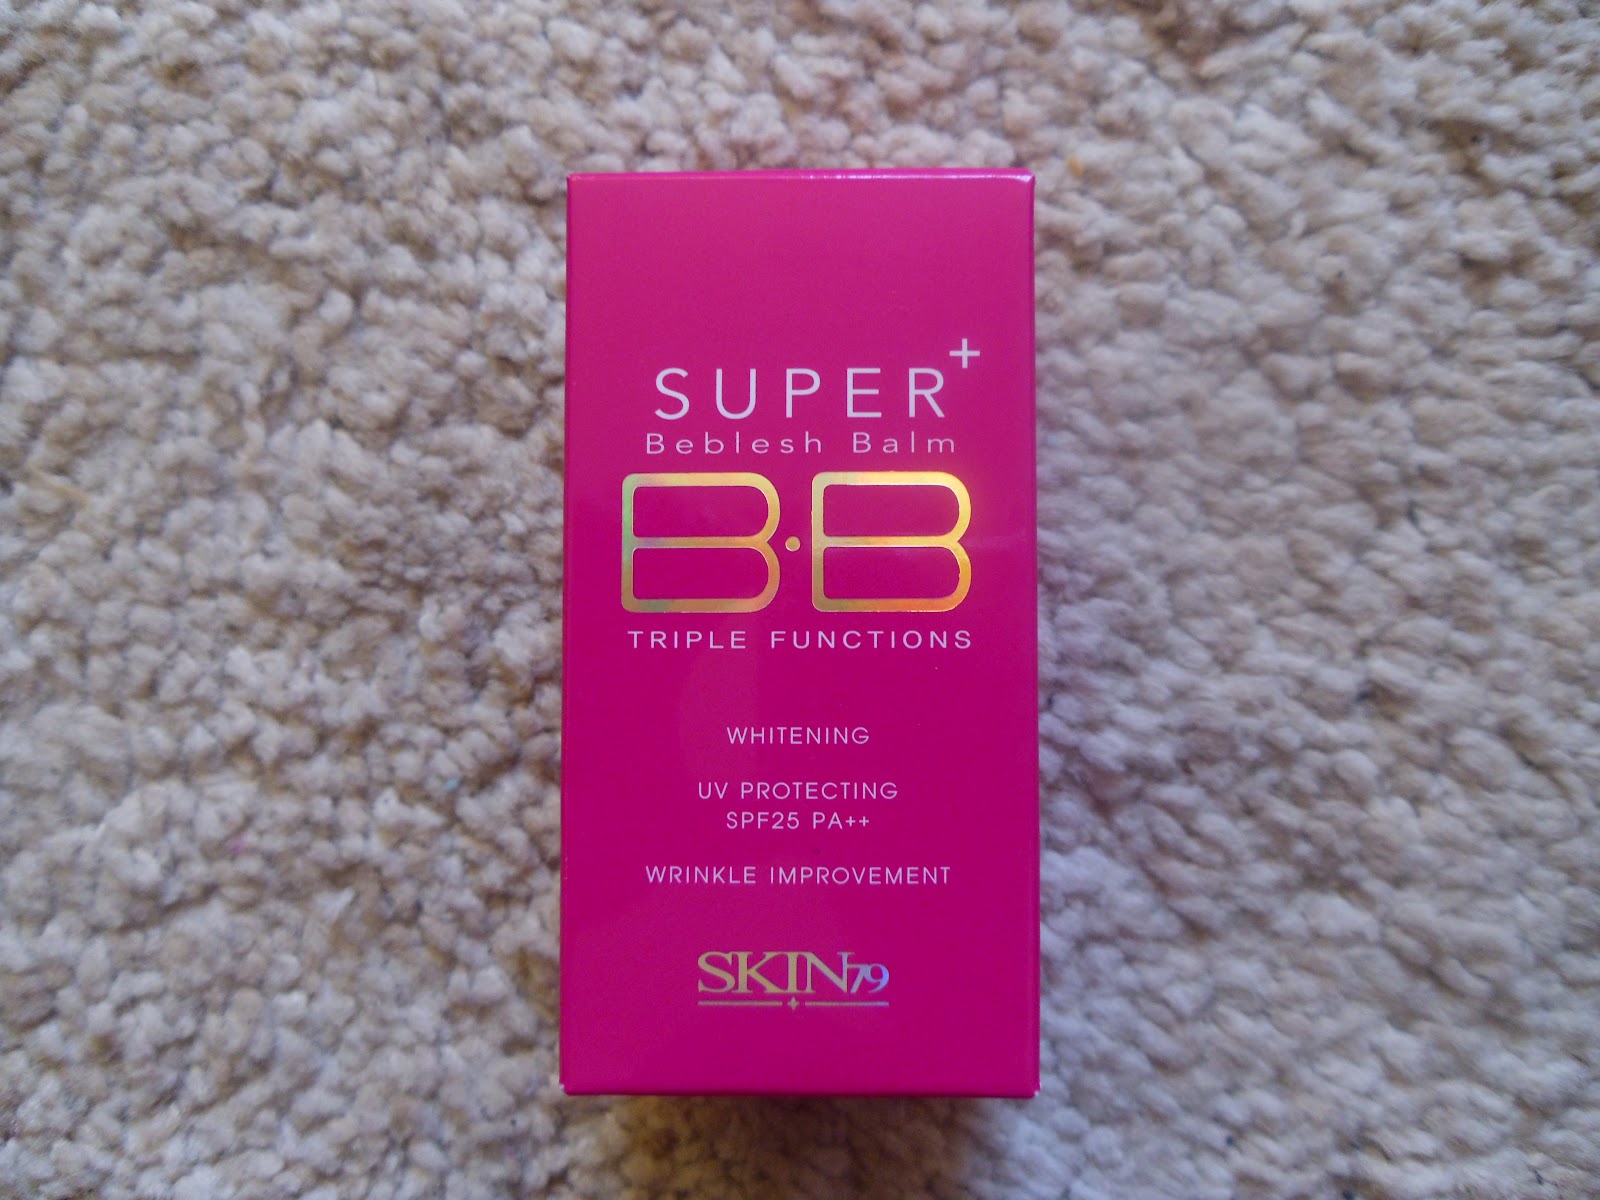 SUPER+
Beblesh Balm
B·B
TRIPLE FUNCTIONS
WHITENING
UV PROTECTING
SPF25 PA++
WRINKLE IMPROVEMENT
SKIN79